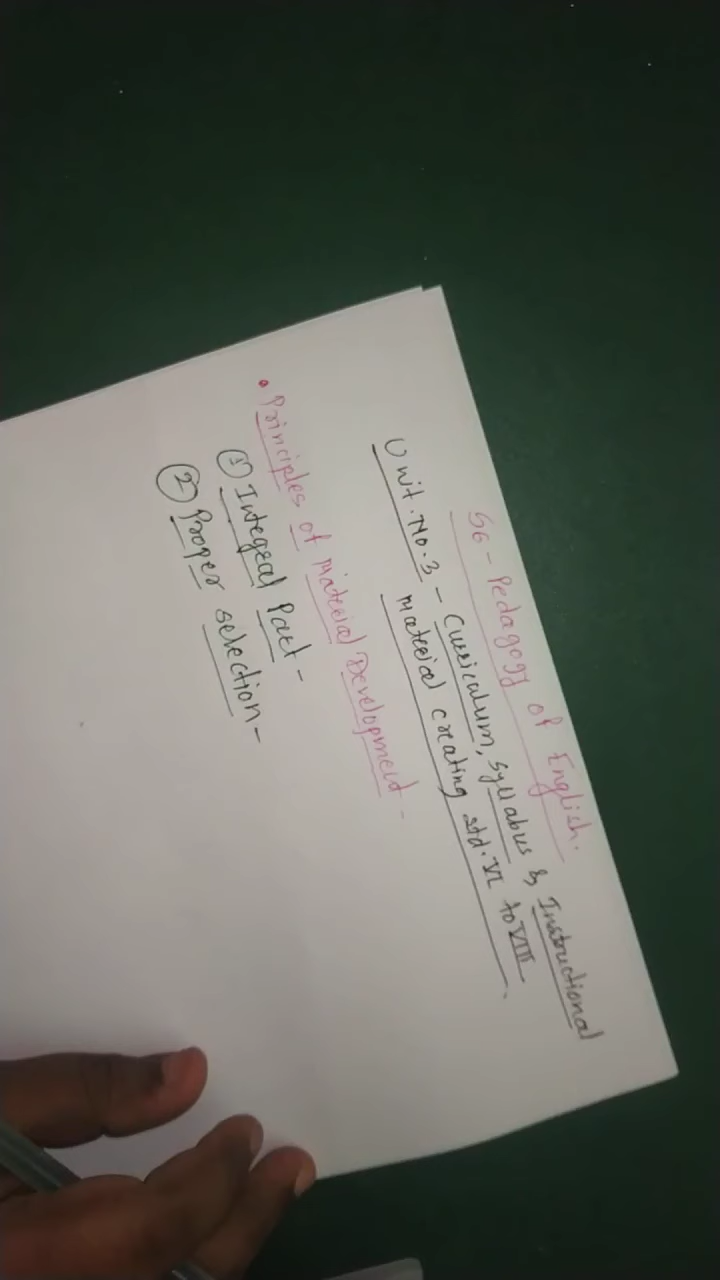 S6 - Pedagogy of English.
Unit. No. 3 - Curriculum, Syllabus & Instructional
material creating std. VI to VIII.
• Principles of Material Development -
① Integral Part -
② Proper selection -